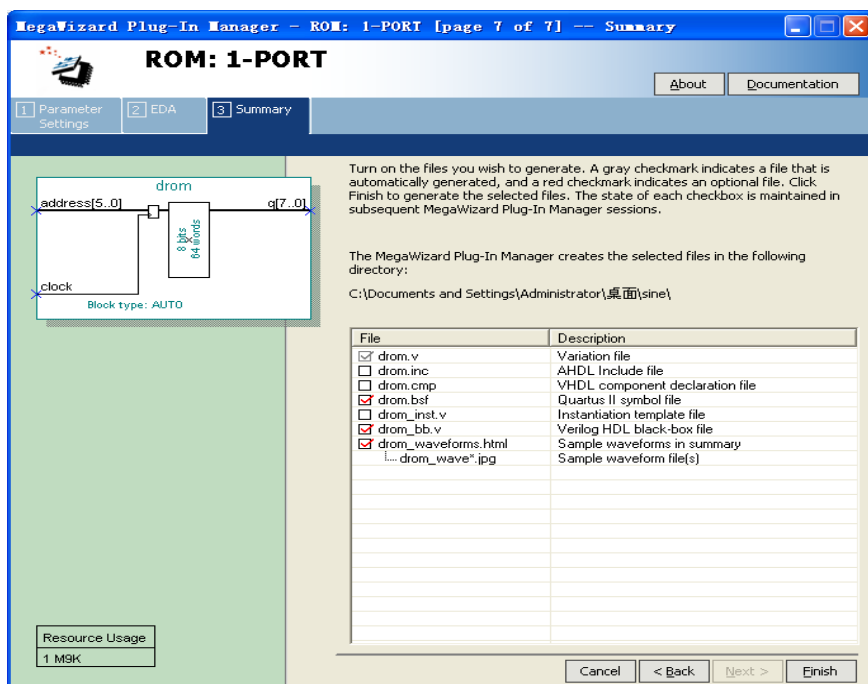 MegaWizard Plug-In Manager - ROM: 1-PORT [page 7 of 7] -- Summary
ROM: 1-PORT
About
Documentation
1 Parameter Settings
2 EDA
3 Summary
drom
address[5..0]
q[7..0]
8 bits
x
64 words
clock
Block type: AUTO
Turn on the files you wish to generate. A gray checkmark indicates a file that is
automatically generated, and a red checkmark indicates an optional file. Click
Finish to generate the selected files. The state of each checkbox is maintained in
subsequent MegaWizard Plug-In Manager sessions.
The MegaWizard Plug-In Manager creates the selected files in the following
directory:
C:\Documents and Settings\Administrator\桌面\sine\
File Description
drom.v Variation file
drom.inc AHDL Include file
drom.cmp VHDL component declaration file
drom.bsf Quartus II symbol file
drom_inst.v Instantiation template file
drom_bb.v Verilog HDL black-box file
drom_waveforms.html Sample waveforms in summary
drom_wave*.jpg Sample waveform file(s)
Resource Usage
1 M9K
Cancel
< Back
Next >
Finish